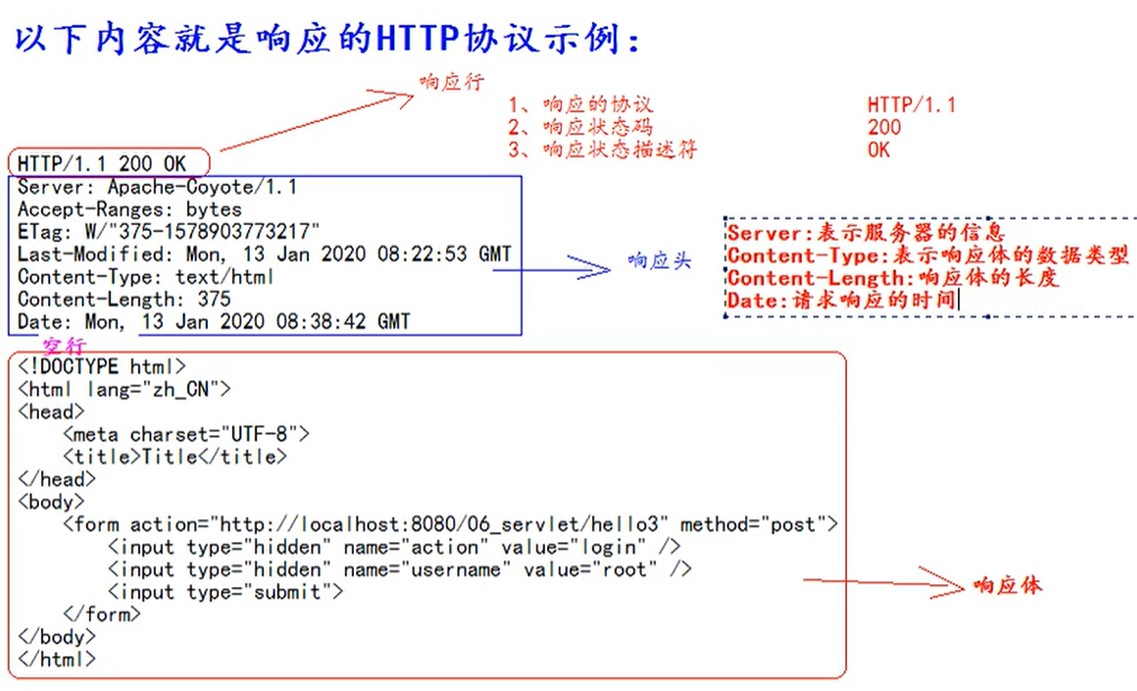 以下内容就是响应的HTTP协议示例：
响应行
1、响应的协议 HTTP/1.1
2、响应状态码 200
3、响应状态描述符 OK
HTTP/1.1 200 OK
Server: Apache-Coyote/1.1
Accept-Ranges: bytes
ETag: W/"375-1578903773217"
Last-Modified: Mon, 13 Jan 2020 08:22:53 GMT
Content-Type: text/html
Content-Length: 375
Date: Mon, 13 Jan 2020 08:38:42 GMT
响应头
Server:表示服务器的信息
Content-Type:表示响应体的数据类型
Content-Length:响应体的长度
Date:请求响应的时间
空行
<!DOCTYPE html>
<html lang="zh_CN">
<head>
    <meta charset="UTF-8">
    <title>Title</title>
</head>
<body>
    <form action="http://localhost:8080/06_servlet/hello3" method="post">
        <input type="hidden" name="action" value="login" />
        <input type="hidden" name="username" value="root" />
        <input type="submit">
    </form>
</body>
</html>
响应体